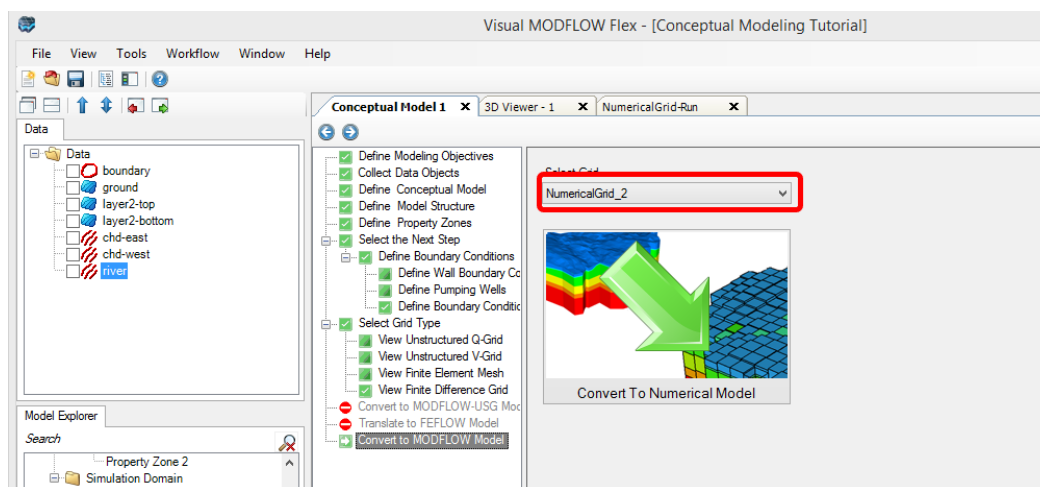 Visual MODFLOW Flex - [Conceptual Modeling Tutorial]
File View Tools Workflow Window Help
Data
Data
boundary
ground
layer2-top
layer2-bottom
chd-east
chd-west
river
Model Explorer
Search
Property Zone 2
Simulation Domain
Conceptual Model 1 X 3D Viewer - 1 X NumericalGrid-Run X
Define Modeling Objectives
Collect Data Objects
Define Conceptual Model
Define Model Structure
Define Property Zones
Select the Next Step
Define Boundary Conditions
Define Wall Boundary Co
Define Pumping Wells
Define Boundary Conditic
Select Grid Type
View Unstructured Q-Grid
View Unstructured V-Grid
View Finite Element Mesh
View Finite Difference Grid
Convert to MODFLOW-USG Moc
Translate to FEFLOW Model
Convert to MODFLOW Model
Select Grid
NumericalGrid_2
Convert To Numerical Model